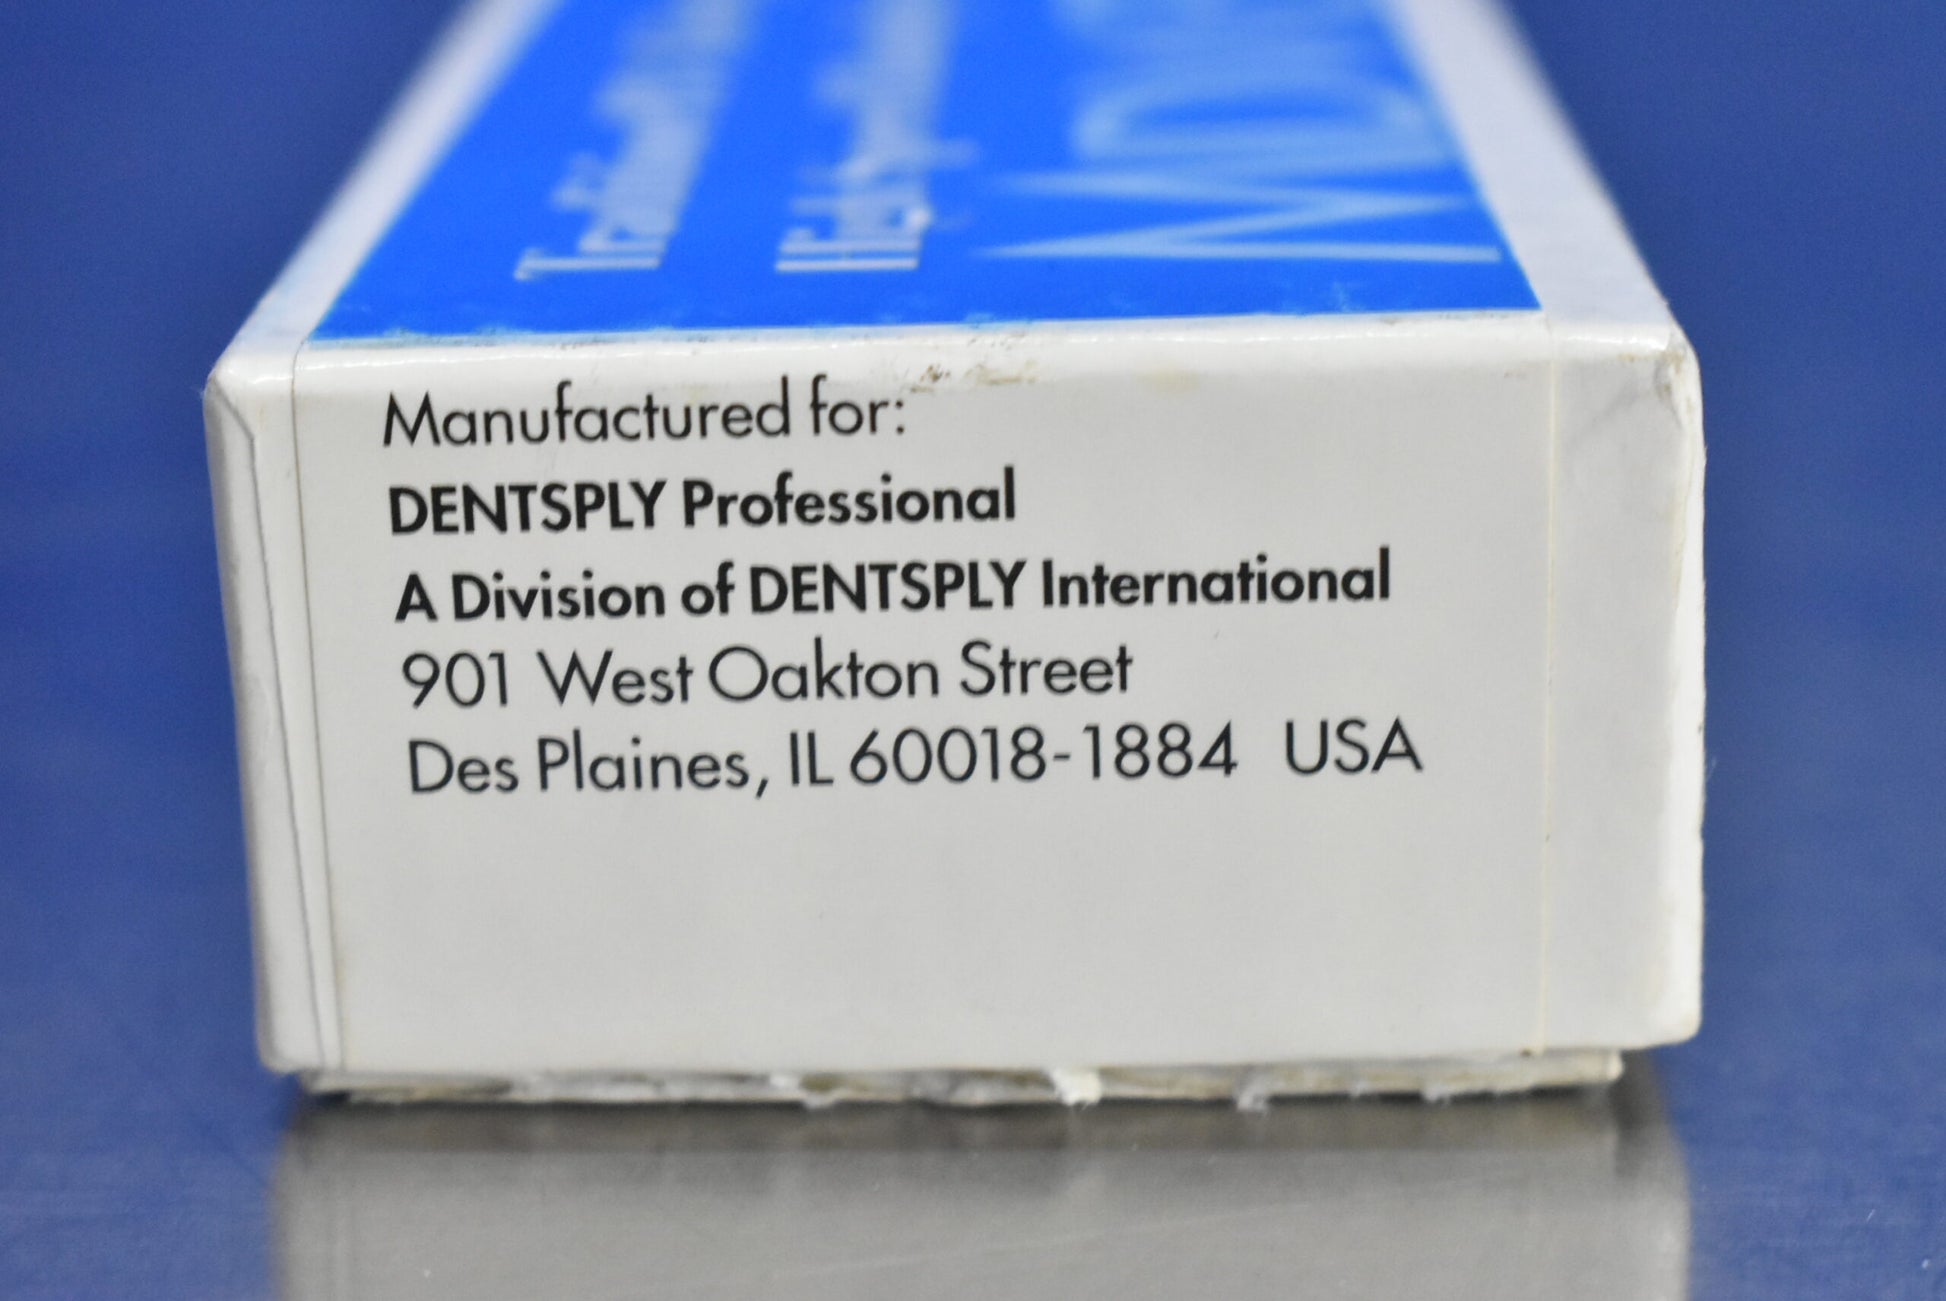 Manufactured for:
DENTSPLY Professional
A Division of DENTSPLY International
901 West Oakton Street
Des Plaines, IL 60018-1884 USA